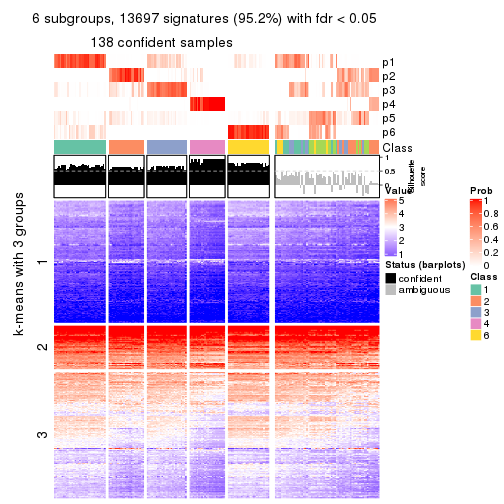 6 subgroups, 13697 signatures (95.2%) with fdr < 0.05
138 confident samples
p1
p2
p3
p4
p5
p6
Class
1
0.5
0
Silhouette
score
k-means with 3 groups
1
2
3
Value
5
4
3
2
1
Status (barplots)
confident
ambiguous
Prob
1
0.8
0.6
0.4
0.2
0
Class
1
2
3
4
6